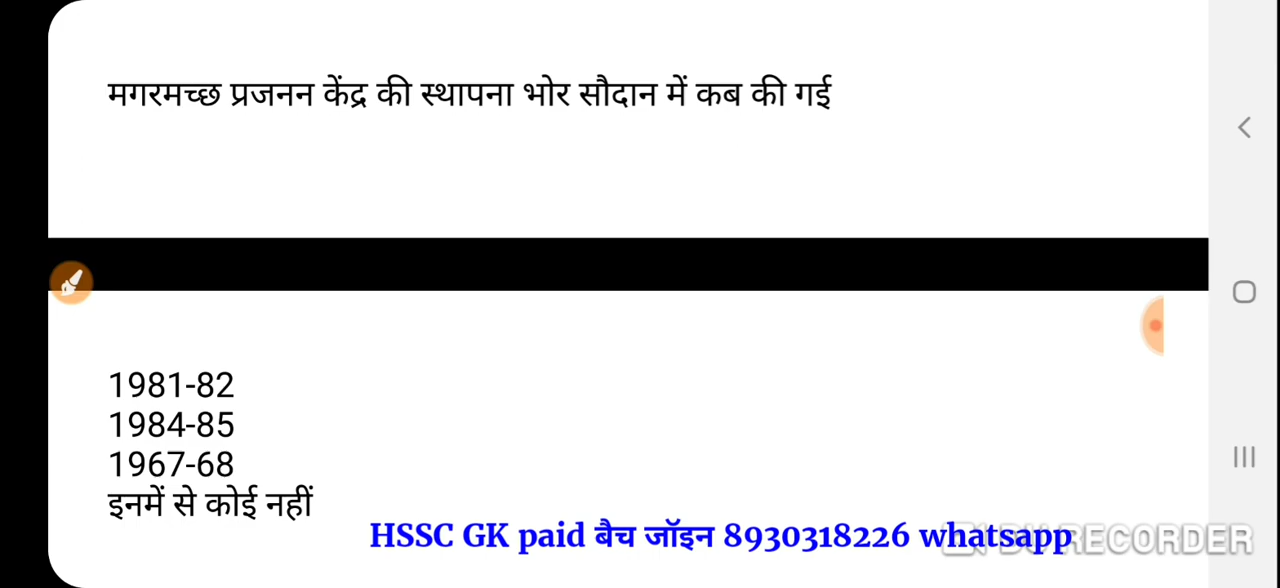 मगरमच्छ प्रजनन केंद्र की स्थापना भोर सौदान में कब की गई
1981-82
1984-85
1967-68
इनमें से कोई नहीं
HSSC GK paid बैच जॉइन 8930318226 whatsapp
RECORDER